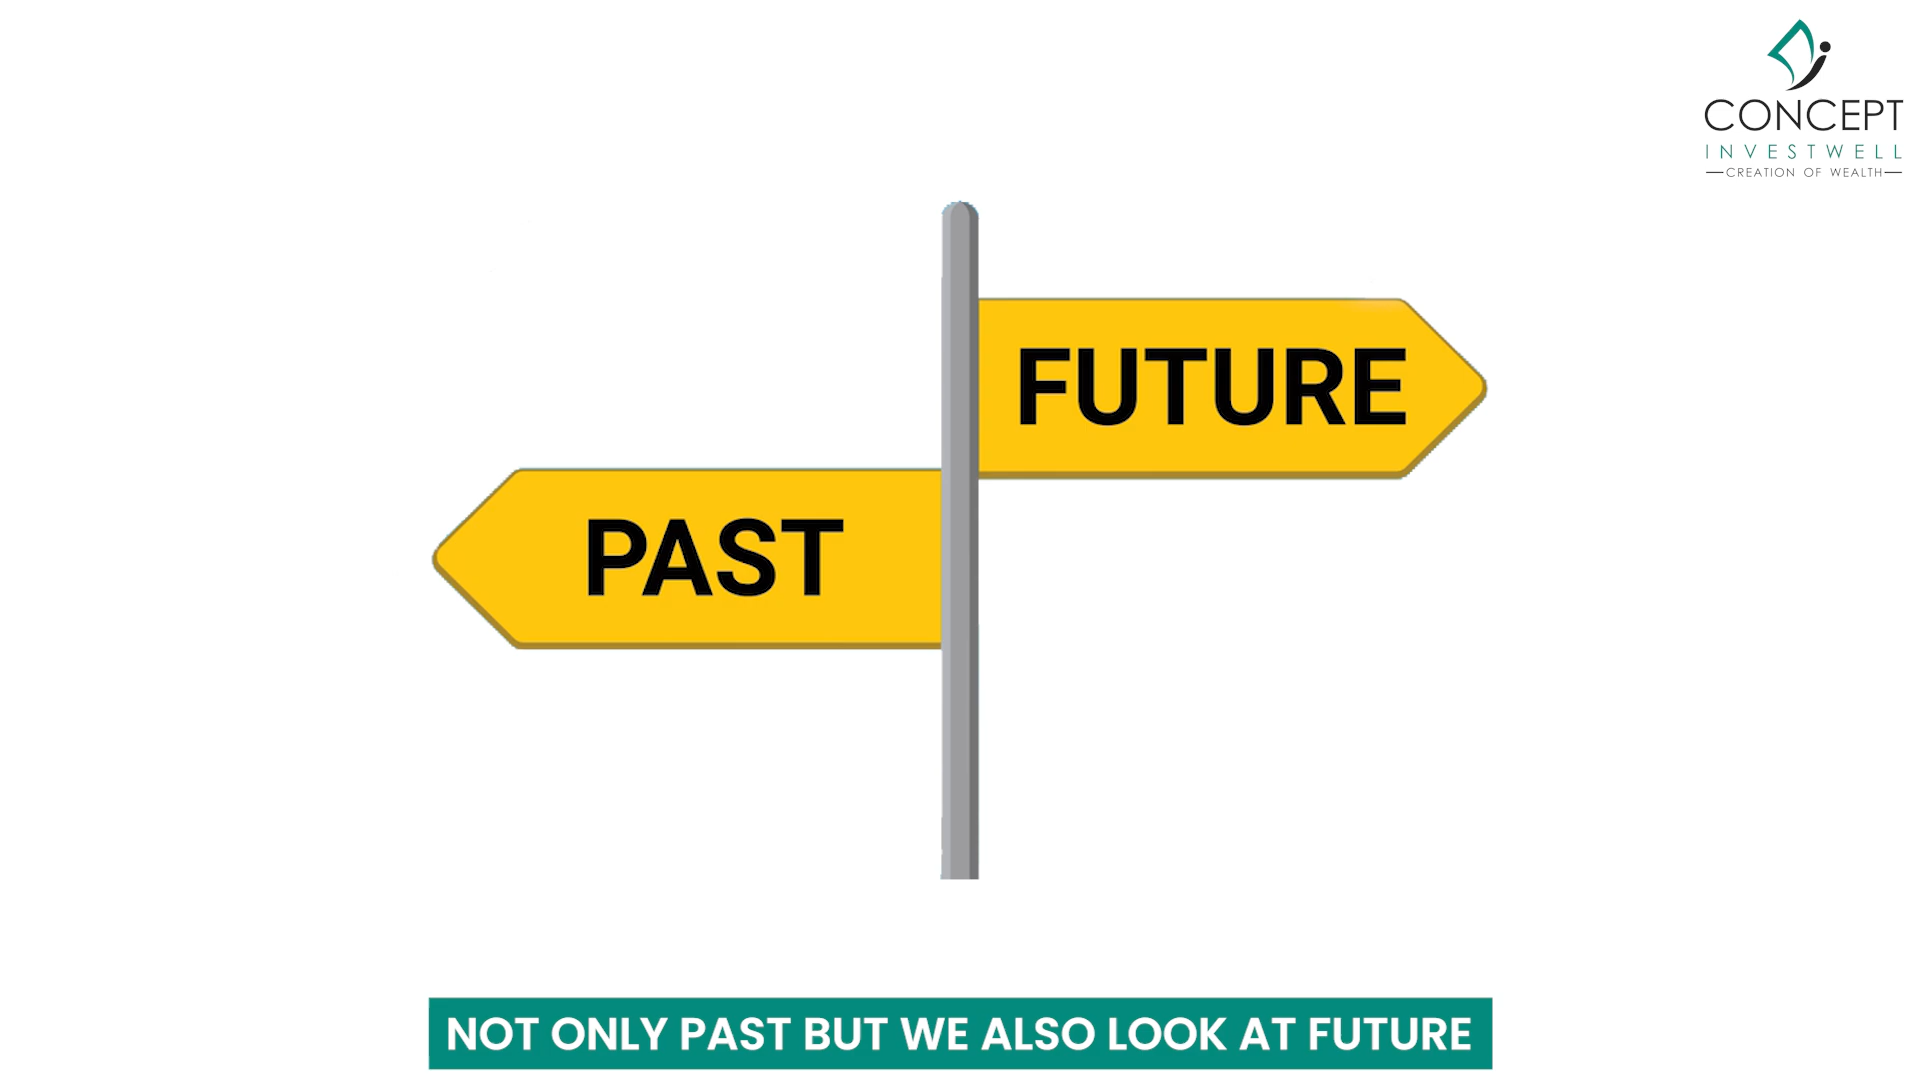 CONCEPT
INVESTWELL
CREATION OF WEALTH
FUTURE
PAST
NOT ONLY PAST BUT WE ALSO LOOK AT FUTURE